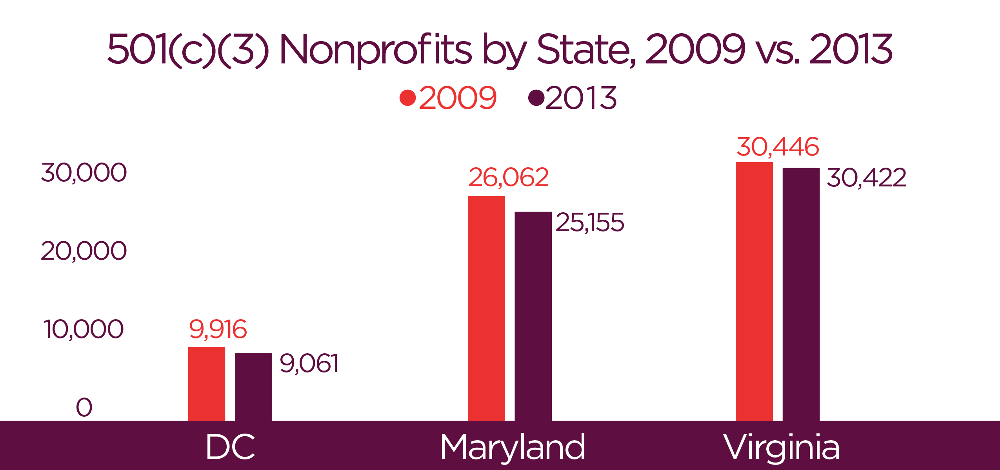 501(c)(3) Nonprofits by State, 2009 vs. 2013
2009 2013
30,446
30,000 26,062 30,422
25,155
20,000
10,000 9,916
9,061
0
DC Maryland Virginia